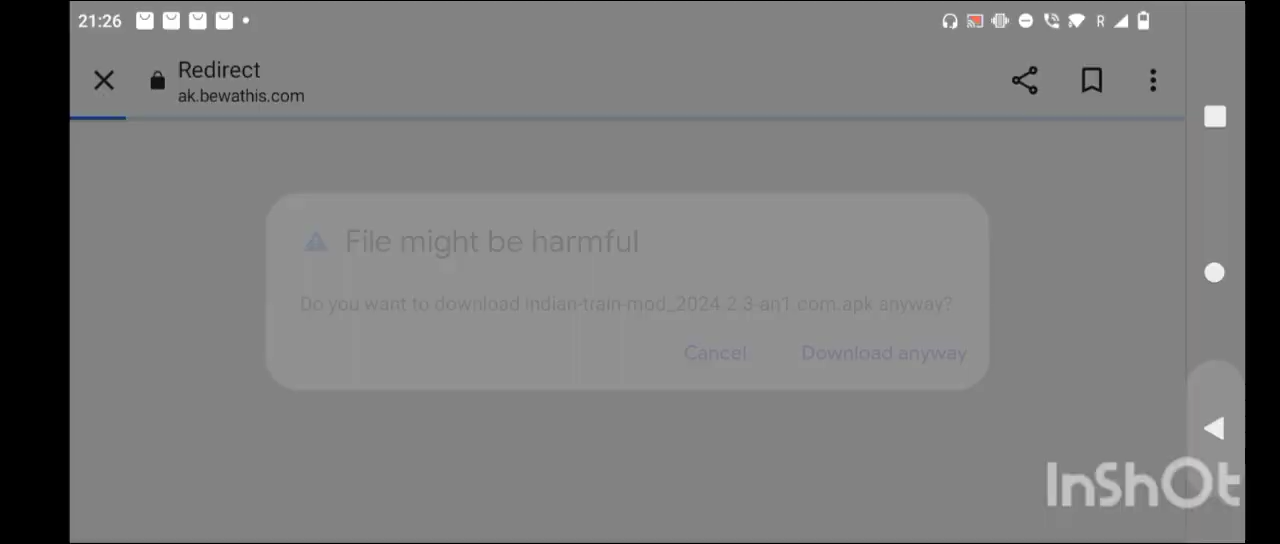 21:26
R
Redirect
ak.bewathis.com
File might be harmful
Do you want to download indian-train-mod_2024.2.3-an1.com.apk anyway?
Cancel
Download anyway
InShOt